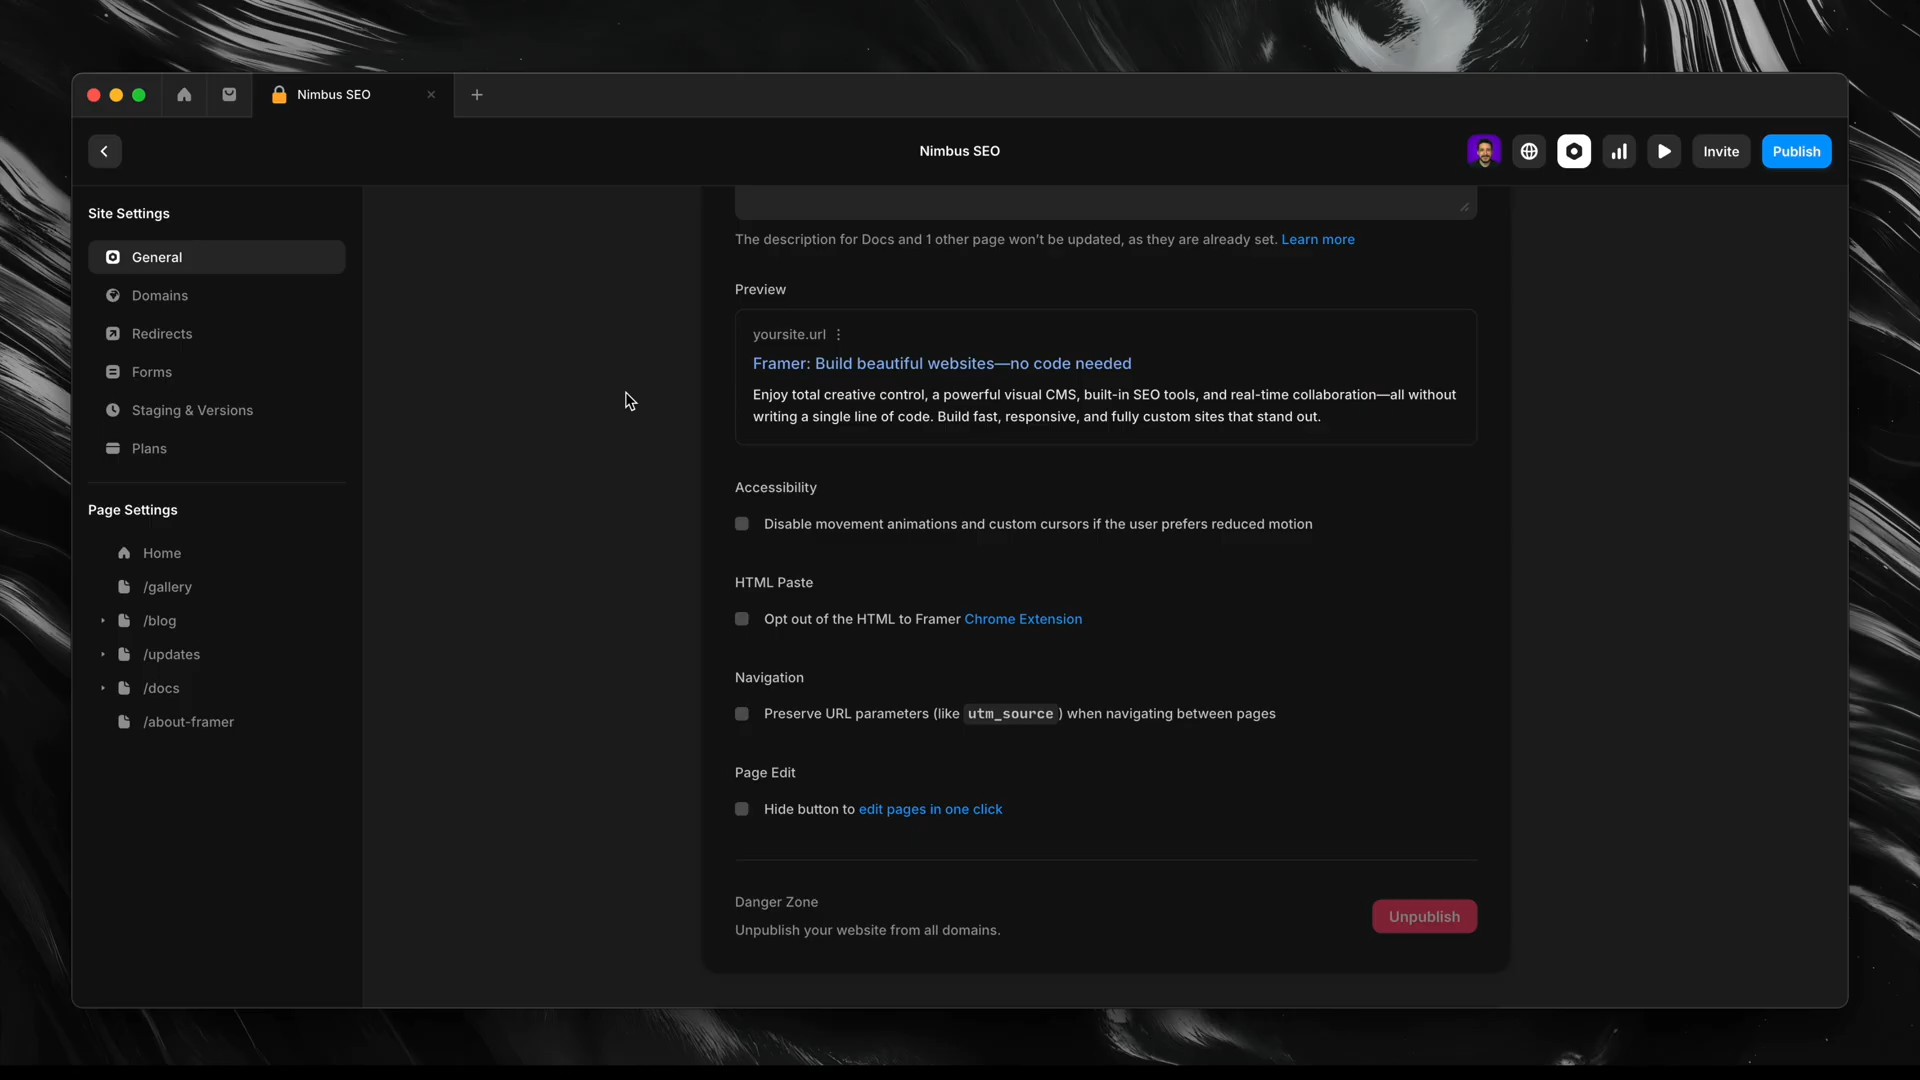 Nimbus SEO
Nimbus SEO
Invite
Publish
Site Settings
General
Domains
Redirects
Forms
Staging & Versions
Plans
Page Settings
Home
/gallery
/blog
/updates
/docs
/about-framer
The description for Docs and 1 other page won’t be updated, as they are already set. Learn more
Preview
yoursite.url
Framer: Build beautiful websites—no code needed
Enjoy total creative control, a powerful visual CMS, built-in SEO tools, and real-time collaboration—all without
writing a single line of code. Build fast, responsive, and fully custom sites that stand out.
Accessibility
Disable movement animations and custom cursors if the user prefers reduced motion
HTML Paste
Opt out of the HTML to Framer Chrome Extension
Navigation
Preserve URL parameters (like utm_source) when navigating between pages
Page Edit
Hide button to edit pages in one click
Danger Zone
Unpublish your website from all domains.
Unpublish